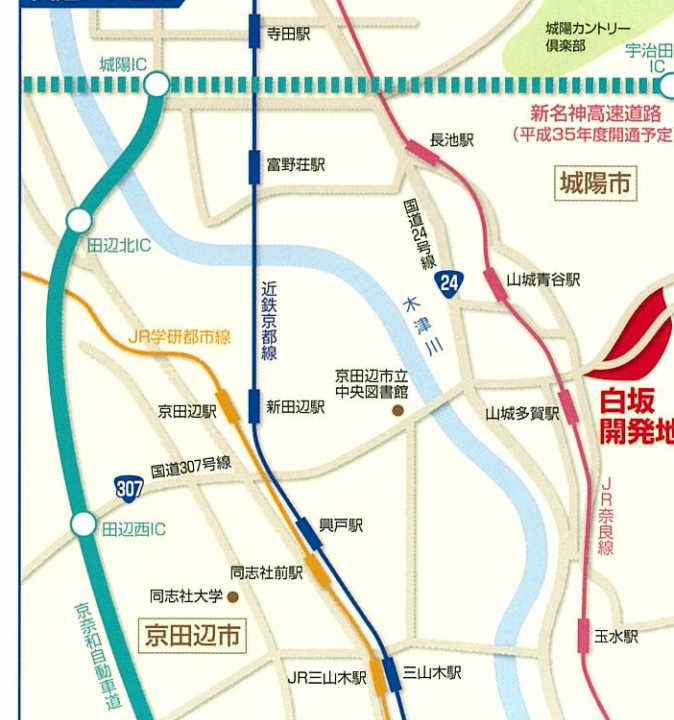 寺田駅
城陽カントリー
倶楽部
宇治田
IC
城陽IC
新名神高速道路
(平成35年度開通予定
長池駅
富野荘駅
城陽市
国道24号線
田辺北IC
24
山城青谷駅
近鉄京都線
木津川
JR学研都市線
京田辺市立
中央図書館
京田辺駅
新田辺駅
山城多賀駅
白坂
開発地
国道307号線
307
JR奈良線
興戸駅
田辺西IC
同志社前駅
同志社大学
京奈和自動車道
京田辺市
玉水駅
JR三山木駅
三山木駅